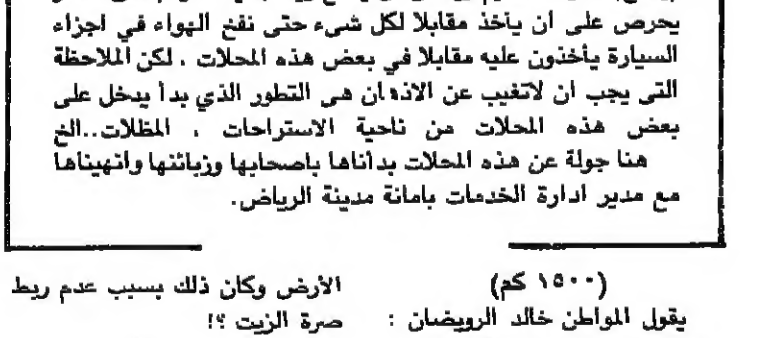 يحرص على ان يأخذ مقابلا لكل شيء حتى نفخ الهواء في اجزاء
السيارة يأخذون عليه مقابلا في بعض هذه المحلات . لكن الملاحظة
التي يجب ان لاتغيب عن الاذهان هي التطور الذي بدأ يدخل على
بعض هذه المحلات من ناحية الاستراحات . المظلات..الخ
هنا جولة عن هذه المحلات بدأناها باصحابها وزبائنها وانهيناها
مع مدير ادارة الخدمات بامانة مدينة الرياض.
(١٥٠٠ كم)
يقول المواطن خالد الرويضان :
الأرض وكان ذلك بسبب عدم ربط
صرة الزيت ؟!